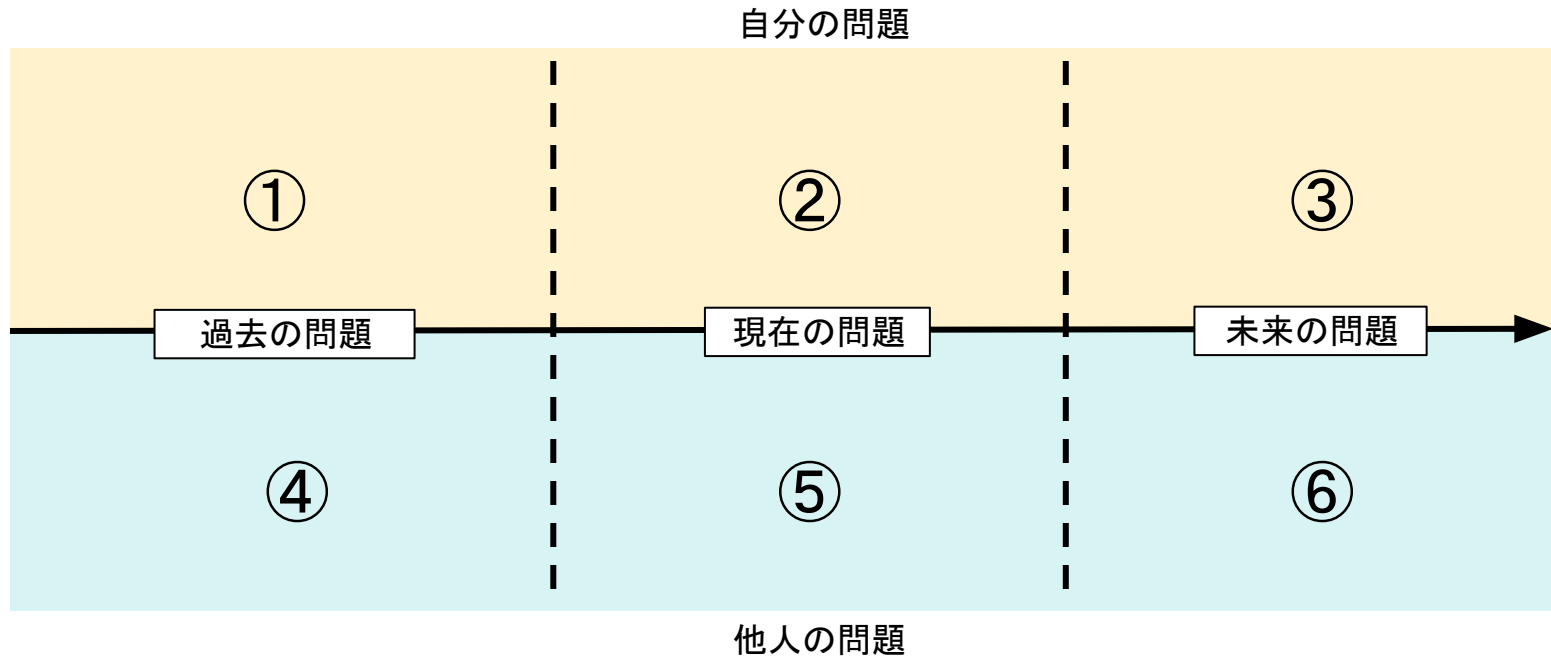 自分の問題
① ② ③
過去の問題 現在の問題 未来の問題
④ ⑤ ⑥
他人の問題